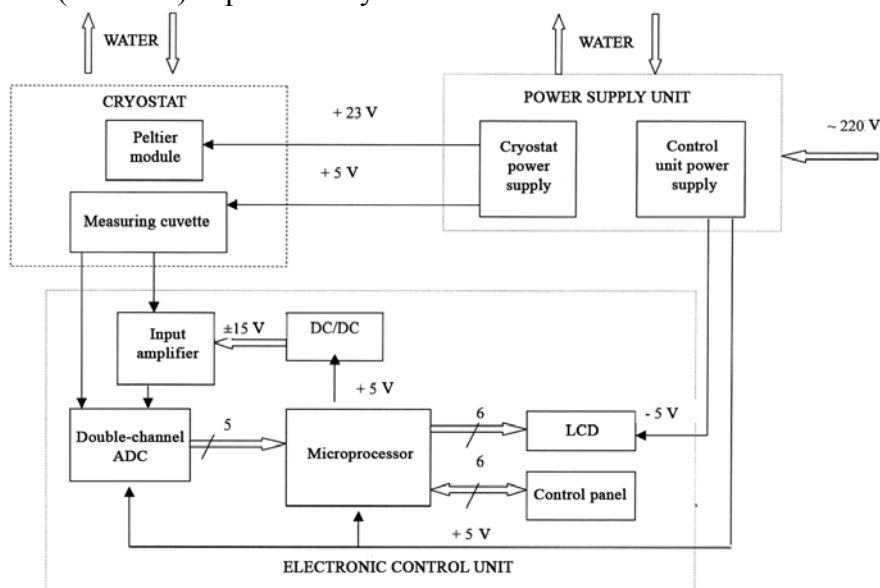 WATER
WATER
CRYOSTAT
POWER SUPPLY UNIT
+ 23 V
~ 220 V
Peltier
module
Cryostat
power
supply
Control
unit power
supply
+ 5 V
Measuring cuvette
Input
amplifier
±15 V
DC/DC
+ 5 V
- 5 V
Double-channel
ADC
5
Microprocessor
6
LCD
6
Control panel
+ 5 V
ELECTRONIC CONTROL UNIT